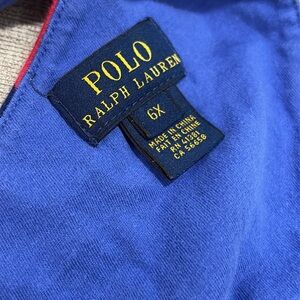 POLO
RALPH LAUREN
6X
MADE IN CHINA
FAIT EN CHINE
RN 41381
CA 56658